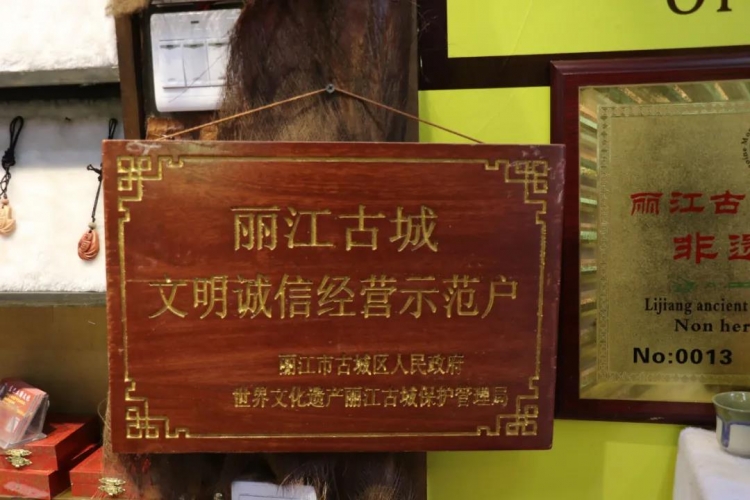 丽江古城
文明诚信经营示范户
丽江市古城区人民政府
世界文化遗产丽江古城保护管理局
丽江古
非遗
Lijiang ancient
Non her
No:0013